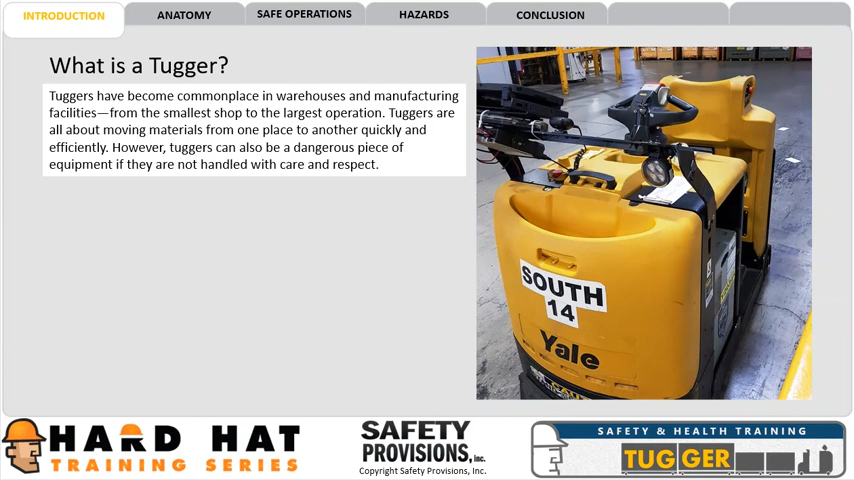 INTRODUCTION
ANATOMY
SAFE OPERATIONS
HAZARDS
CONCLUSION
What is a Tugger?
Tuggers have become commonplace in warehouses and manufacturing
facilities—from the smallest shop to the largest operation. Tuggers are
all about moving materials from one place to another quickly and
efficiently. However, tuggers can also be a dangerous piece of
equipment if they are not handled with care and respect.
SOUTH
14
Yale
HARD HAT
TRAINING SERIES
SAFETY
PROVISIONS, Inc.
Copyright Safety Provisions, Inc.
SAFETY & HEALTH TRAINING
TUGGER